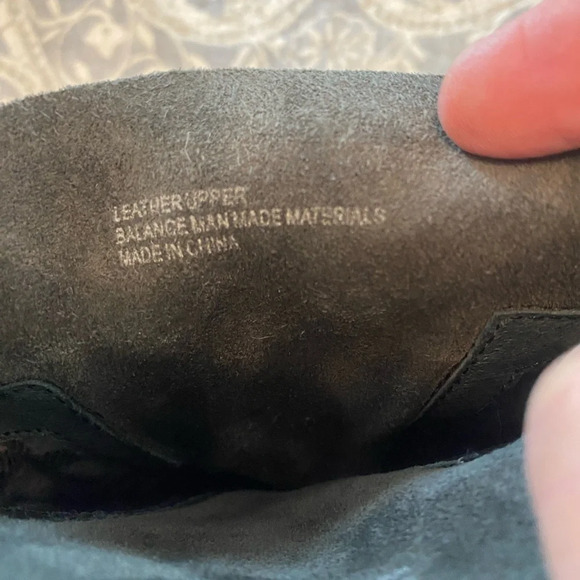 LEATHER UPPER
BALANCE MAN MADE MATERIALS
MADE IN CHINA